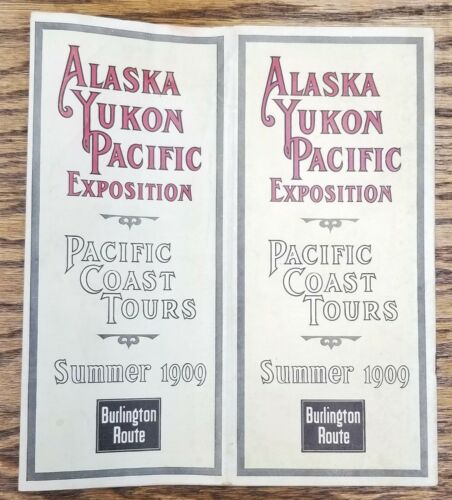 ALASKA
YUKON
PACIFIC
EXPOSITION
PACIFIC
COAST
TOURS
Summer 1909
Burlington
Route
ALASKA
YUKON
PACIFIC
EXPOSITION
PACIFIC
COAST
TOURS
Summer 1909
Burlington
Route